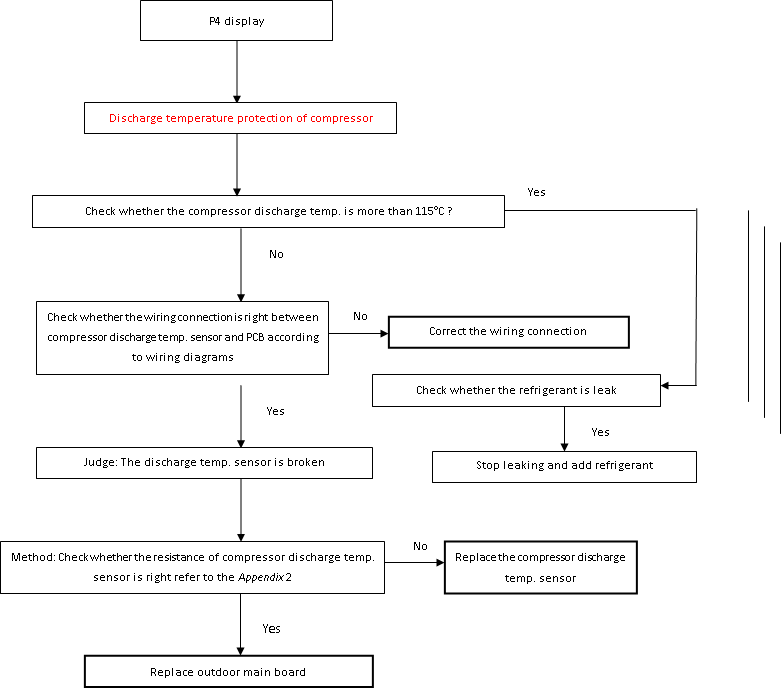 P4 display
Discharge temperature protection of compressor
Check whether the compressor discharge temp. is more than 115℃ ?
Yes
No
Check whether the wiring connection is right between
compressor discharge temp. sensor and PCB according
to wiring diagrams
No
Correct the wiring connection
Check whether the refrigerant is leak
Yes
Yes
Judge: The discharge temp. sensor is broken
Stop leaking and add refrigerant
Method: Check whether the resistance of compressor discharge temp.
sensor is right refer to the Appendix 2
No
Replace the compressor discharge
temp. sensor
Yes
Replace outdoor main board